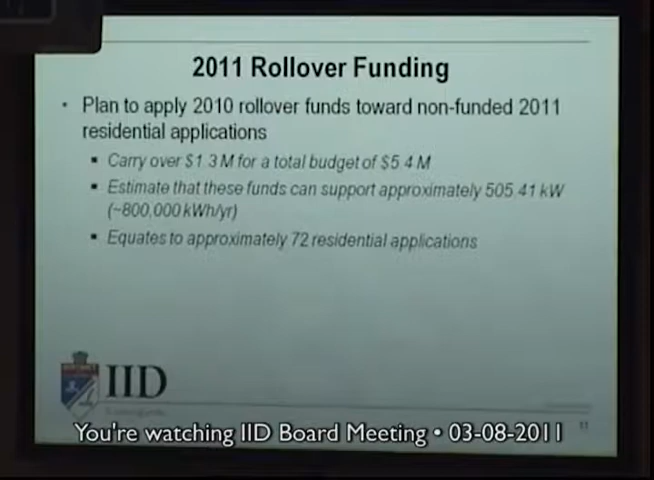 2011 Rollover Funding
• Plan to apply 2010 rollover funds toward non-funded 2011
residential applications
▪ Carry over $1.3M for a total budget of $5.4 M
▪ Estimate that these funds can support approximately 505.41 kW
(~800,000 kWh/yr)
▪ Equates to approximately 72 residential applications
IID
11
You're watching IID Board Meeting • 03-08-2011